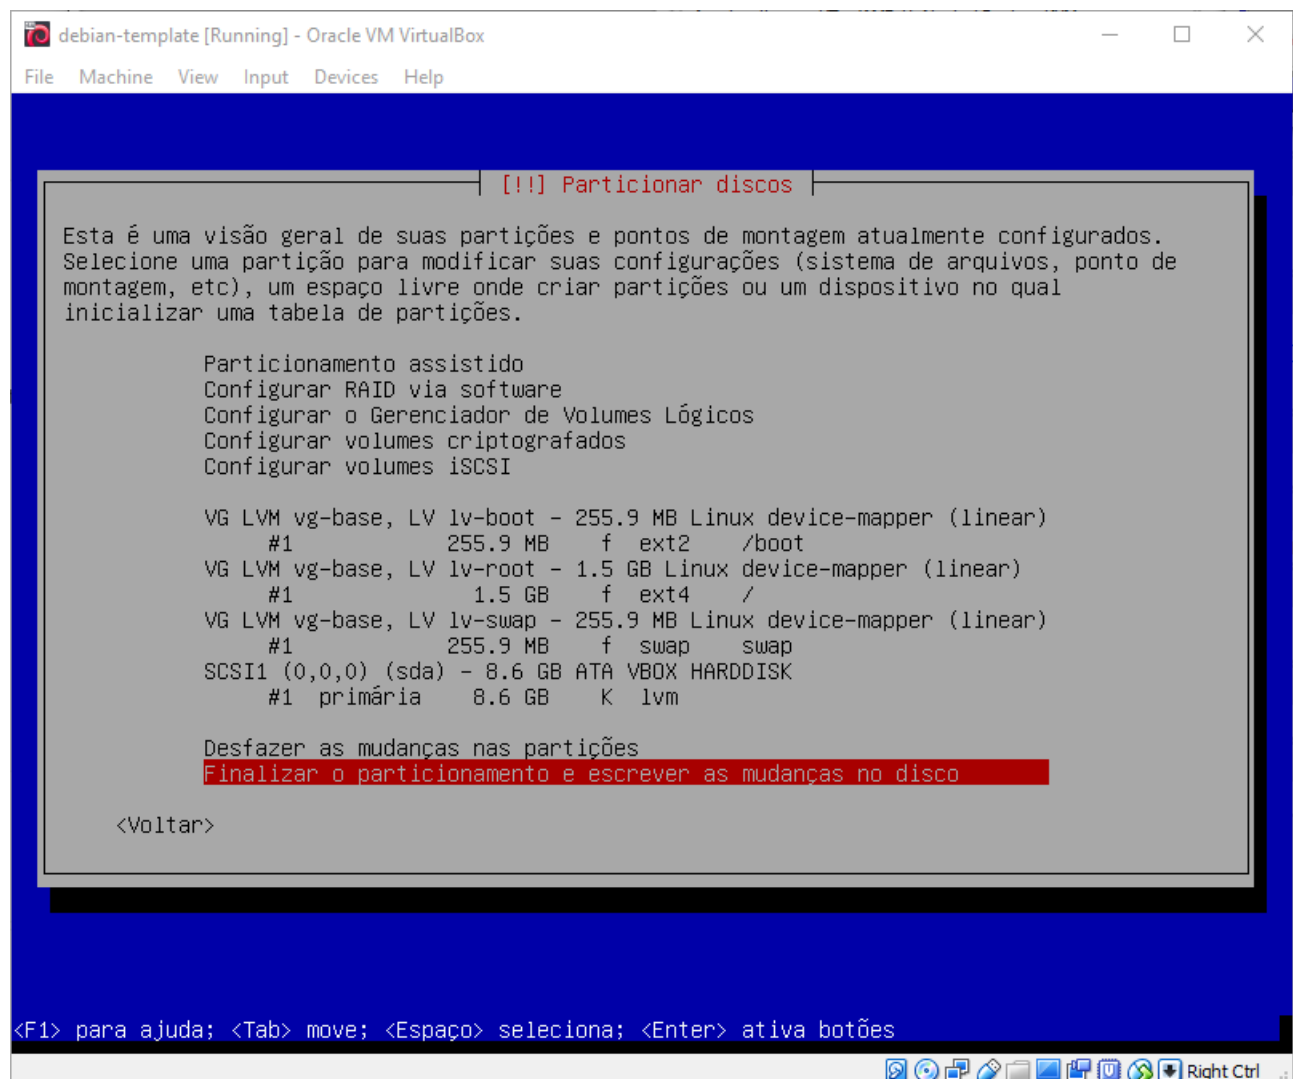 debian-template [Running] - Oracle VM VirtualBox
File Machine View Input Devices Help
[!!] Particionar discos
Esta é uma visão geral de suas partições e pontos de montagem atualmente configurados.
Selecione uma partição para modificar suas configurações (sistema de arquivos, ponto de
montagem, etc), um espaço livre onde criar partições ou um dispositivo no qual
inicializar uma tabela de partições.
Particionamento assistido
Configurar RAID via software
Configurar o Gerenciador de Volumes Lógicos
Configurar volumes criptografados
Configurar volumes iSCSI
VG LVM vg-base, LV lv-boot - 255.9 MB Linux device-mapper (linear)
#1 255.9 MB f ext2 /boot
VG LVM vg-base, LV lv-root - 1.5 GB Linux device-mapper (linear)
#1 1.5 GB f ext4 /
VG LVM vg-base, LV lv-swap - 255.9 MB Linux device-mapper (linear)
#1 255.9 MB f swap swap
SCSI1 (0,0,0) (sda) - 8.6 GB ATA VBOX HARDDISK
#1 primária 8.6 GB K lvm
Desfazer as mudanças nas partições
Finalizar o particionamento e escrever as mudanças no disco
<Voltar>
<F1> para ajuda; <Tab> move; <Espaço> seleciona; <Enter> ativa botões
Right Ctrl